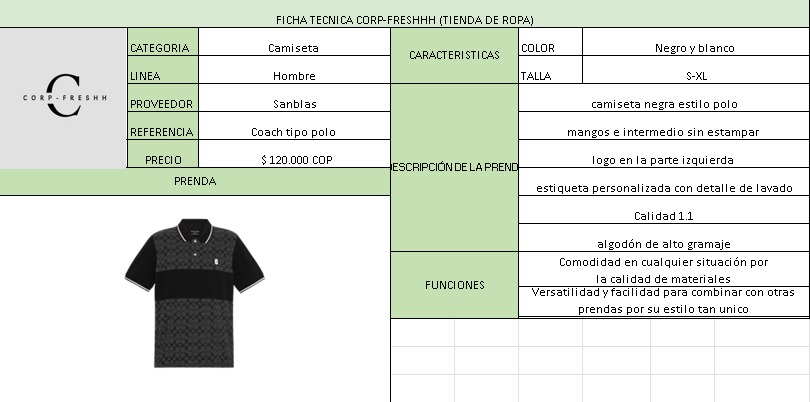 FICHA TECNICA CORP-FRESHHH (TIENDA DE ROPA)
C
CORP-FRESHH
CATEGORIA Camiseta
LINEA Hombre
PROVEEDOR Sanblas
REFERENCIA Coach tipo polo
PRECIO $ 120.000 COP
PRENDA
CARACTERISTICAS
COLOR Negro y blanco
TALLA S-XL
ESCRIPCIÓN DE LA PREND
camiseta negra estilo polo
mangos e intermedio sin estampar
logo en la parte izquierda
estiqueta personalizada con detalle de lavado
Calidad 1.1
algodón de alto gramaje
FUNCIONES
Comodidad en cualquier situación por
la calidad de materiales
Versatilidad y facilidad para combinar con otras
prendas por su estilo tan unico